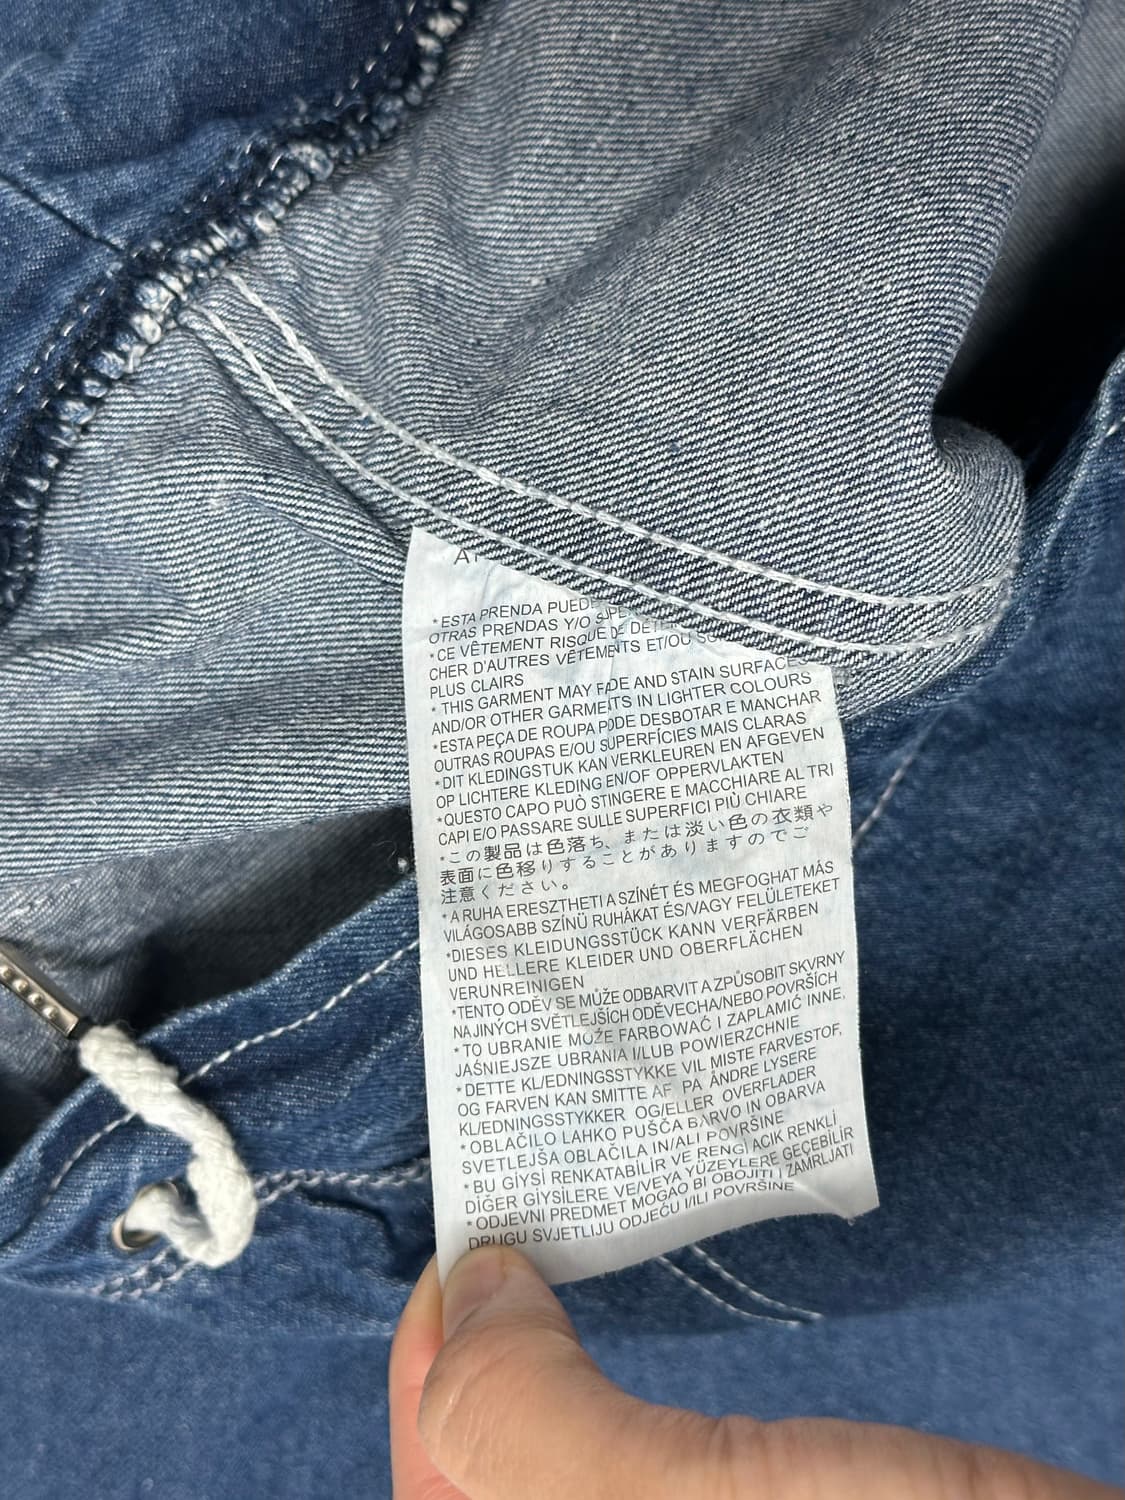 *ESTA PRENDA
OTRAS PRENDAS Y/O
*CE VÊTEMENT RISQUE DE
CHER D'AUTRES VÊTEMENTS ET/OU
PLUS CLAIRS
* THIS GARMENT MAY FADE AND STAIN SURFACES
AND/OR OTHER GARMENTS IN LIGHTER COLOURS
*ESTA PEÇA DE ROUPA PODE DESBOTAR E MANCHAR
OUTRAS ROUPAS E/OU SUPERFÍCIES MAIS CLARAS
*DIT KLEDINGSTUK KAN VERKLEUREN EN AFGEVEN
OP LICHTERE KLEDING EN/OF OPPERVLAKTEN
*QUESTO CAPO PUÒ STINGERE E MACCHIARE AL TRI
CAPI E/O PASSARE SULLE SUPERFICI PIÙ CHIARE
*この製品は色落ち、または淡い色の衣類や
表面に色移りすることがありますのでご
注意ください。
*A RUHA ERESZTHETI A SZÍNÉT ÉS MEGFOGHAT MÁS
VILÁGOSABB SZÍNÜ RUHÁKAT ÉS/VAGY FELÜLETEKET
*DIESES KLEIDUNGSSTÜCK KANN VERFÄRBEN
UND HELLERE KLEIDER UND OBERFLÄCHEN
VERUNREINIGEN
*TENTO ODĚV SE MŮŽE ODBARVIT A ZPŮSOBIT SKVRNY
NA JINÝCH SVĚTLEJŠÍCH ODĚVECHA/NEBO POVRŠÍCH
*TO UBRANIE MOŻE FARBOWAĆ I ZAPLAMIĆ INNE,
JAŚNIEJSZE UBRANIA I/LUB POWIERZCHNIE
*DETTE KL/EDNINGSSTYKKE VIL MISTE FARVESTOF,
OG FARVEN KAN SMITTE AF PÅ ANDRE LYSERE
KL/EDNINGSSTYKKER OG/ELLER OVERFLADER
*OBLAČILO LAHKO PUŠČA BARVO IN OBARVA
SVETLEJŠA OBLAČILA IN/ALI POVRŠINE
*BU GİYSİ RENKATABİLİR VE RENGİ AÇIK RENKLİ
DİĞER GİYSİLERE VE/VEYA YÜZEYLERE GEÇEBİLİR
*ODJEVNI PREDMET MOGAO BI OBOJITI I ZAMRLJATI
DRUGU SVJETLIJU ODJEĆU I/ILI POVRŠINE